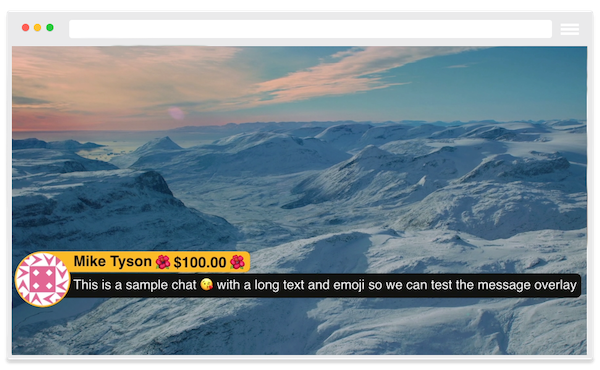 Mike Tyson 🌺 $100.00 🌺
This is a sample chat 😘 with a long text and emoji so we can test the message overlay